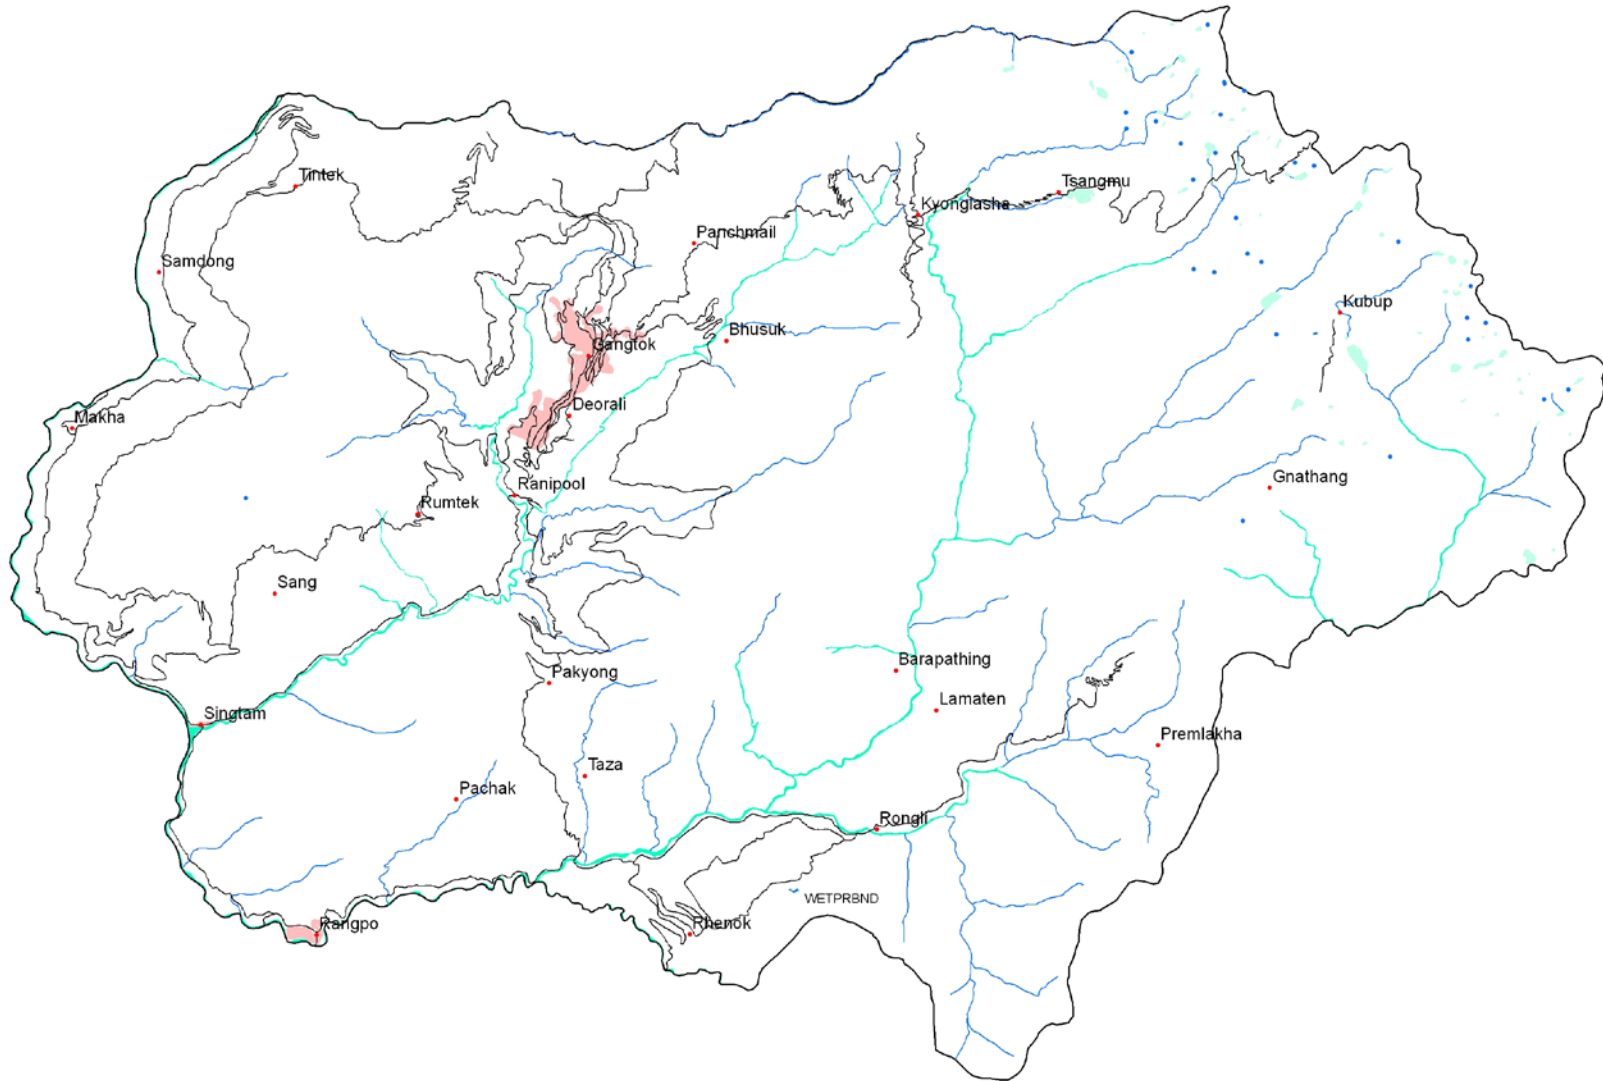 Tintek
Tsangmu
Kyonglasha
Panchmail
Samdong
Kubup
Bhusuk
Gangtok
Deorali
Makha
Gnathang
Ranipool
Rumtek
Sang
Barapathing
Pakyong
Lamaten
Singtam
Premlakha
Taza
Pachak
Rongli
WETPRBND
Rangpo
Rhenok